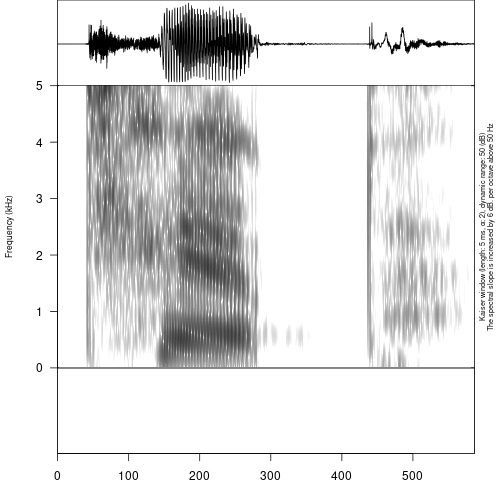 5
4
3
2
1
0
Frequency (kHz)
0 100 200 300 400 500
Kaiser window (length: 5 ms, α: 2), dynamic range: 50 (dB)
The spectral slope is increased by 6 dB per octave above 50 Hz